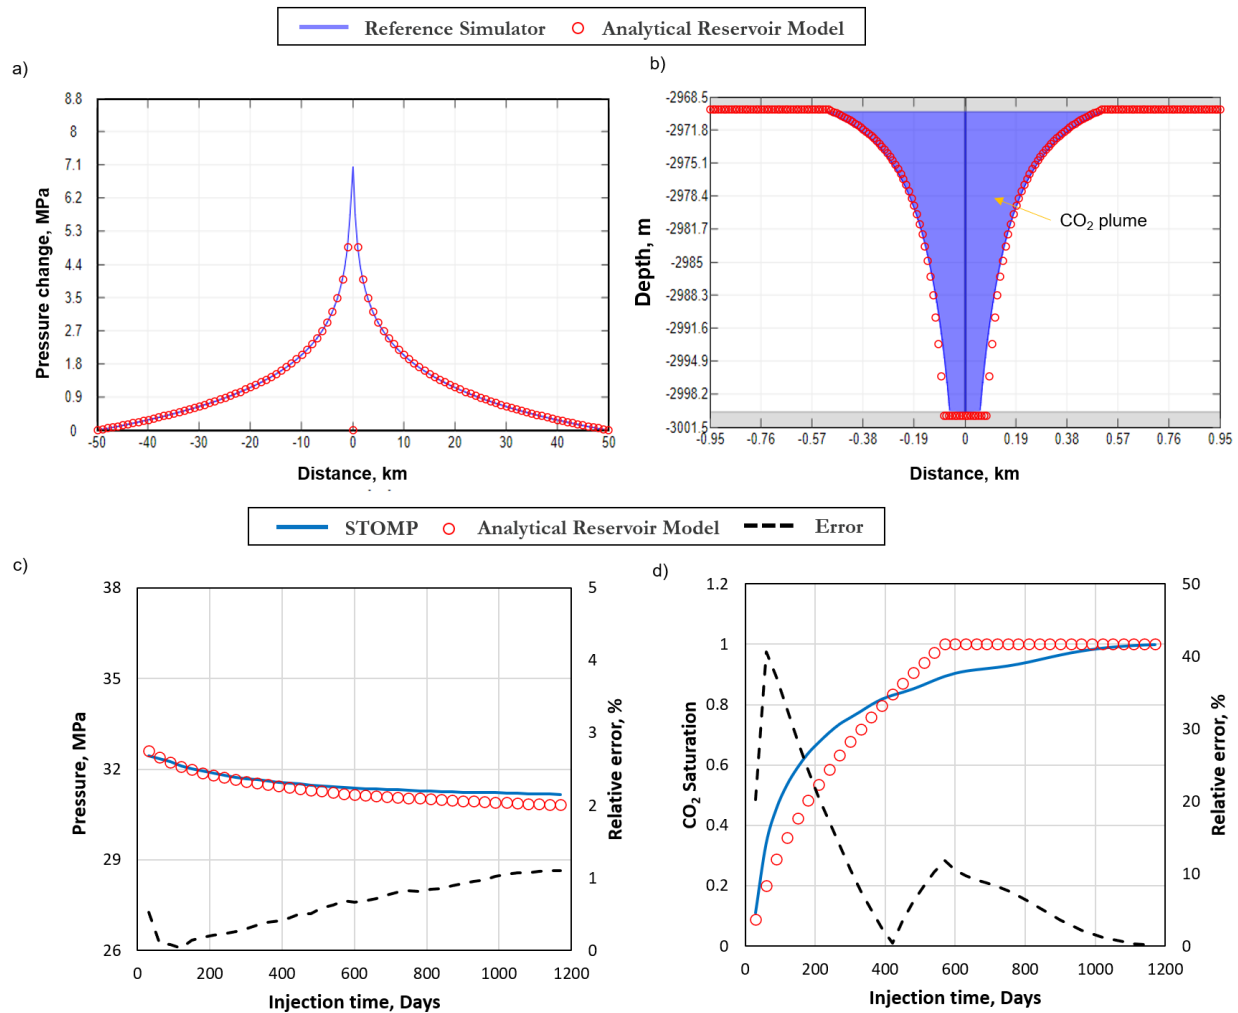 Reference Simulator Analytical Reservoir Model
a)
8.8
8
7.1
6.2
5.3
4.4
3.5
2.7
1.8
0.9
0
Pressure change, MPa
-50 -40 -30 -20 -10 0 10 20 30 40 50
Distance, km
b)
-2968.5
-2971.8
-2975.1
-2978.4
-2981.7
-2985
-2988.3
-2991.6
-2994.9
-2998.2
-3001.5
Depth, m
CO2 plume
-0.95 -0.76 -0.57 -0.38 -0.19 0 0.19 0.38 0.57 0.76 0.95
Distance, km
STOMP Analytical Reservoir Model Error
c)
38
35
32
29
26
Pressure, MPa
5
4
3
2
1
0
Relative error, %
0 200 400 600 800 1000 1200
Injection time, Days
d)
1.2
1
0.8
0.6
0.4
0.2
0
CO2 Saturation
50
40
30
20
10
0
Relative error, %
0 200 400 600 800 1000 1200
Injection time, Days